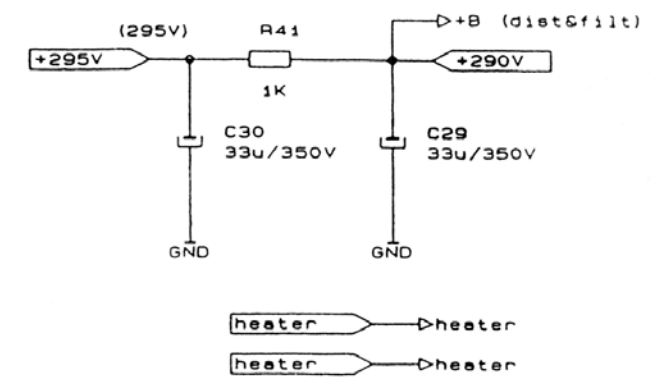 +B (dist&filt)
(295V) R41
+295V +290V
1K
C30 C29
33u/350V 33u/350V
GND GND
heater heater
heater heater